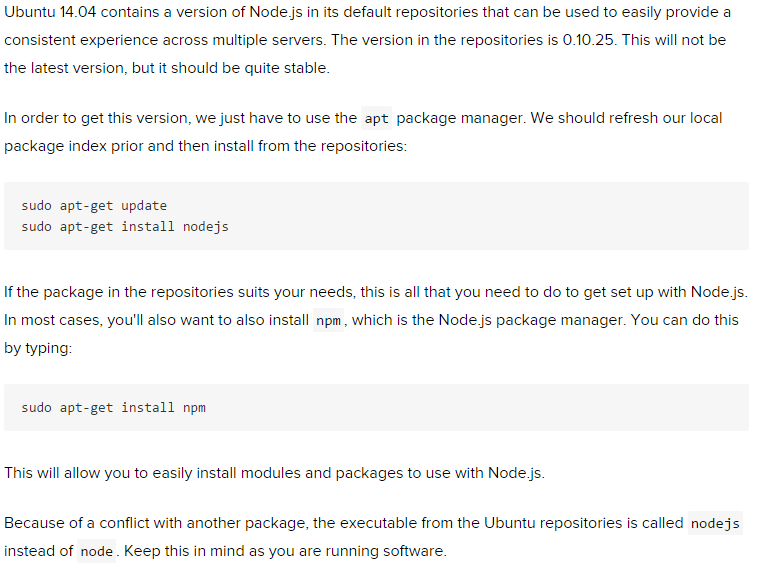 Ubuntu 14.04 contains a version of Node.js in its default repositories that can be used to easily provide a
consistent experience across multiple servers. The version in the repositories is 0.10.25. This will not be
the latest version, but it should be quite stable.
In order to get this version, we just have to use the apt package manager. We should refresh our local
package index prior and then install from the repositories:
sudo apt-get update
sudo apt-get install nodejs
If the package in the repositories suits your needs, this is all that you need to do to get set up with Node.js.
In most cases, you'll also want to also install npm, which is the Node.js package manager. You can do this
by typing:
sudo apt-get install npm
This will allow you to easily install modules and packages to use with Node.js.
Because of a conflict with another package, the executable from the Ubuntu repositories is called nodejs
instead of node. Keep this in mind as you are running software.